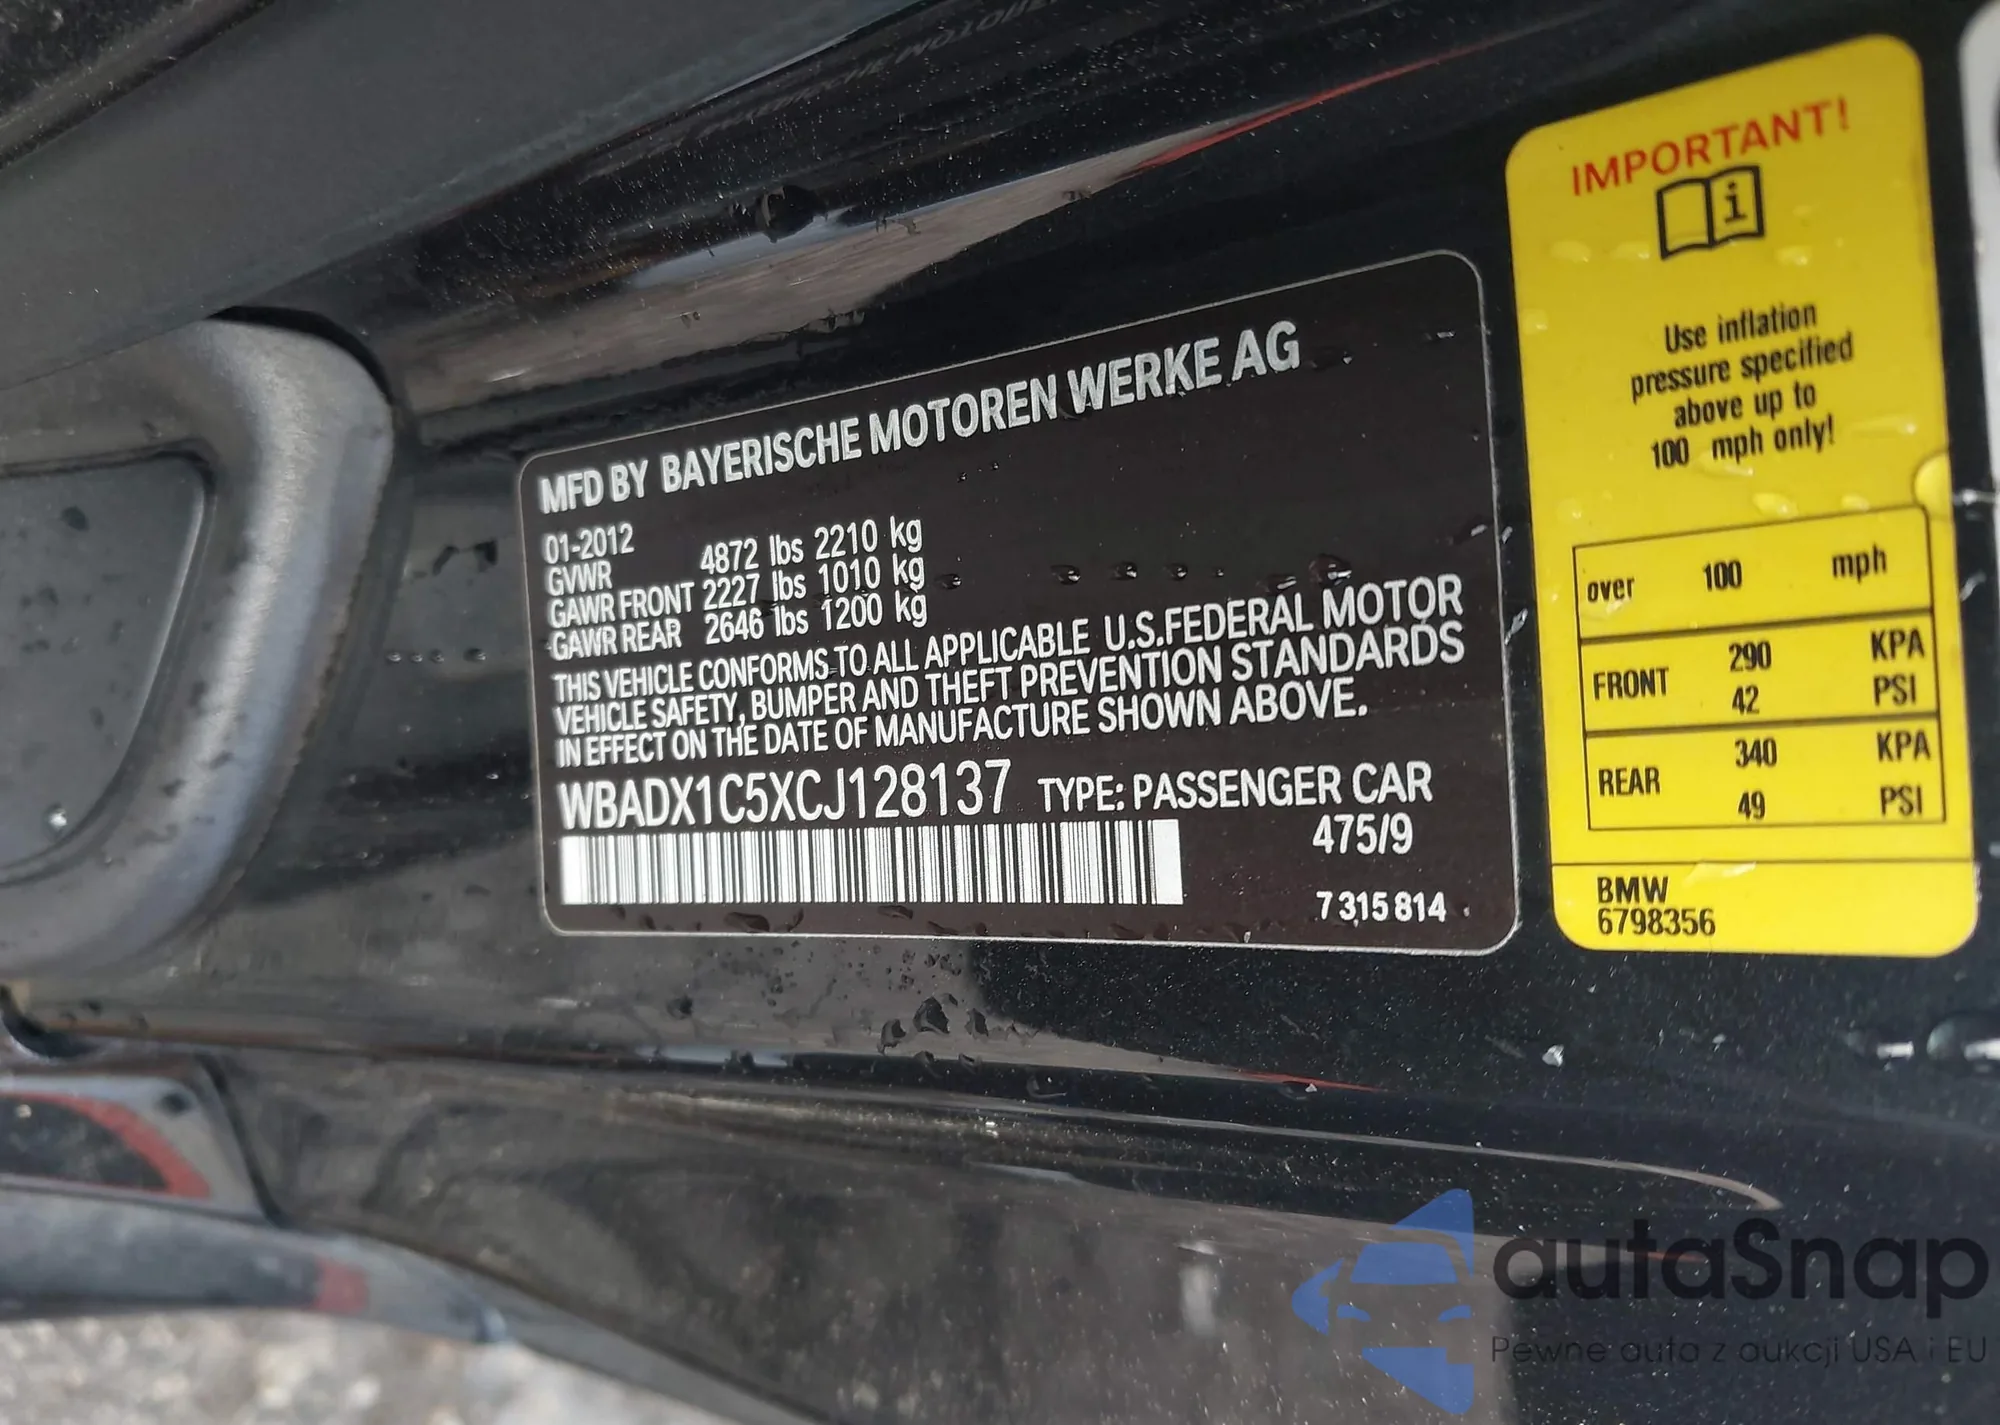 MFD BY BAYERISCHE MOTOREN WERKE AG
01-2012
GVWR 4872 lbs 2210 kg
GAWR FRONT 2227 lbs 1010 kg
GAWR REAR 2646 lbs 1200 kg
THIS VEHICLE CONFORMS TO ALL APPLICABLE U.S.FEDERAL MOTOR
VEHICLE SAFETY, BUMPER AND THEFT PREVENTION STANDARDS
IN EFFECT ON THE DATE OF MANUFACTURE SHOWN ABOVE.
WBADX1C5XCJ128137 TYPE: PASSENGER CAR
475/9
7 315 814
IMPORTANT!
i
Use inflation
pressure specified
above up to
100 mph only!
over 100 mph
FRONT 290 KPA
42 PSI
REAR 340 KPA
49 PSI
BMW
6798356
autaSnap
Pewne auta z aukcji USA i EU